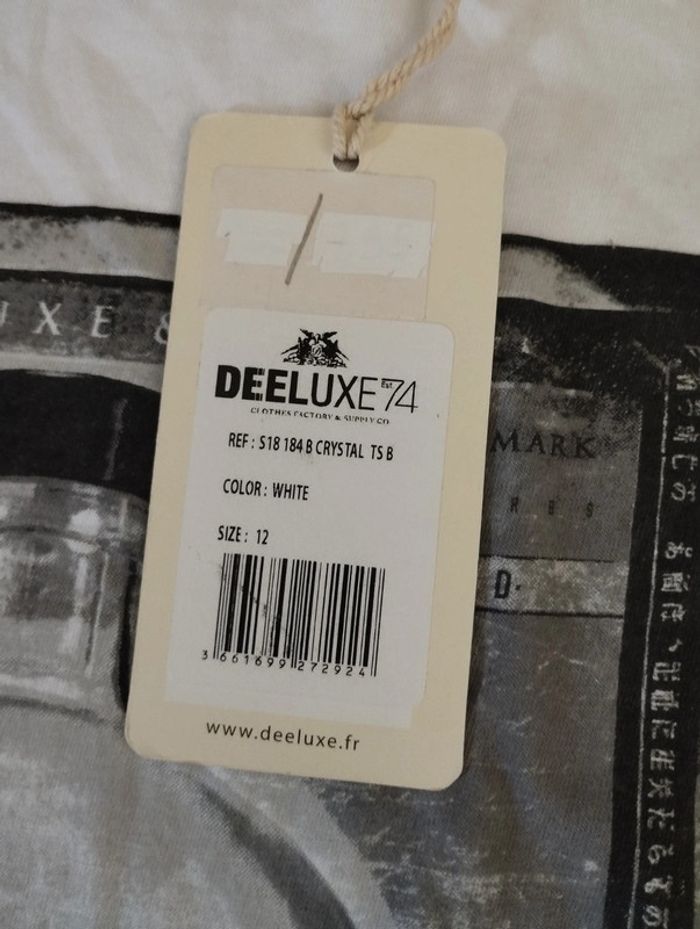 DEELUXE Est. 74
CLOTHES FACTORY & SUPPLY CO
REF : S18 184 B CRYSTAL TS B
COLOR : WHITE
SIZE : 12
3 661699 272924
www.deeluxe.fr
UXE &
MARK
R B S
D·